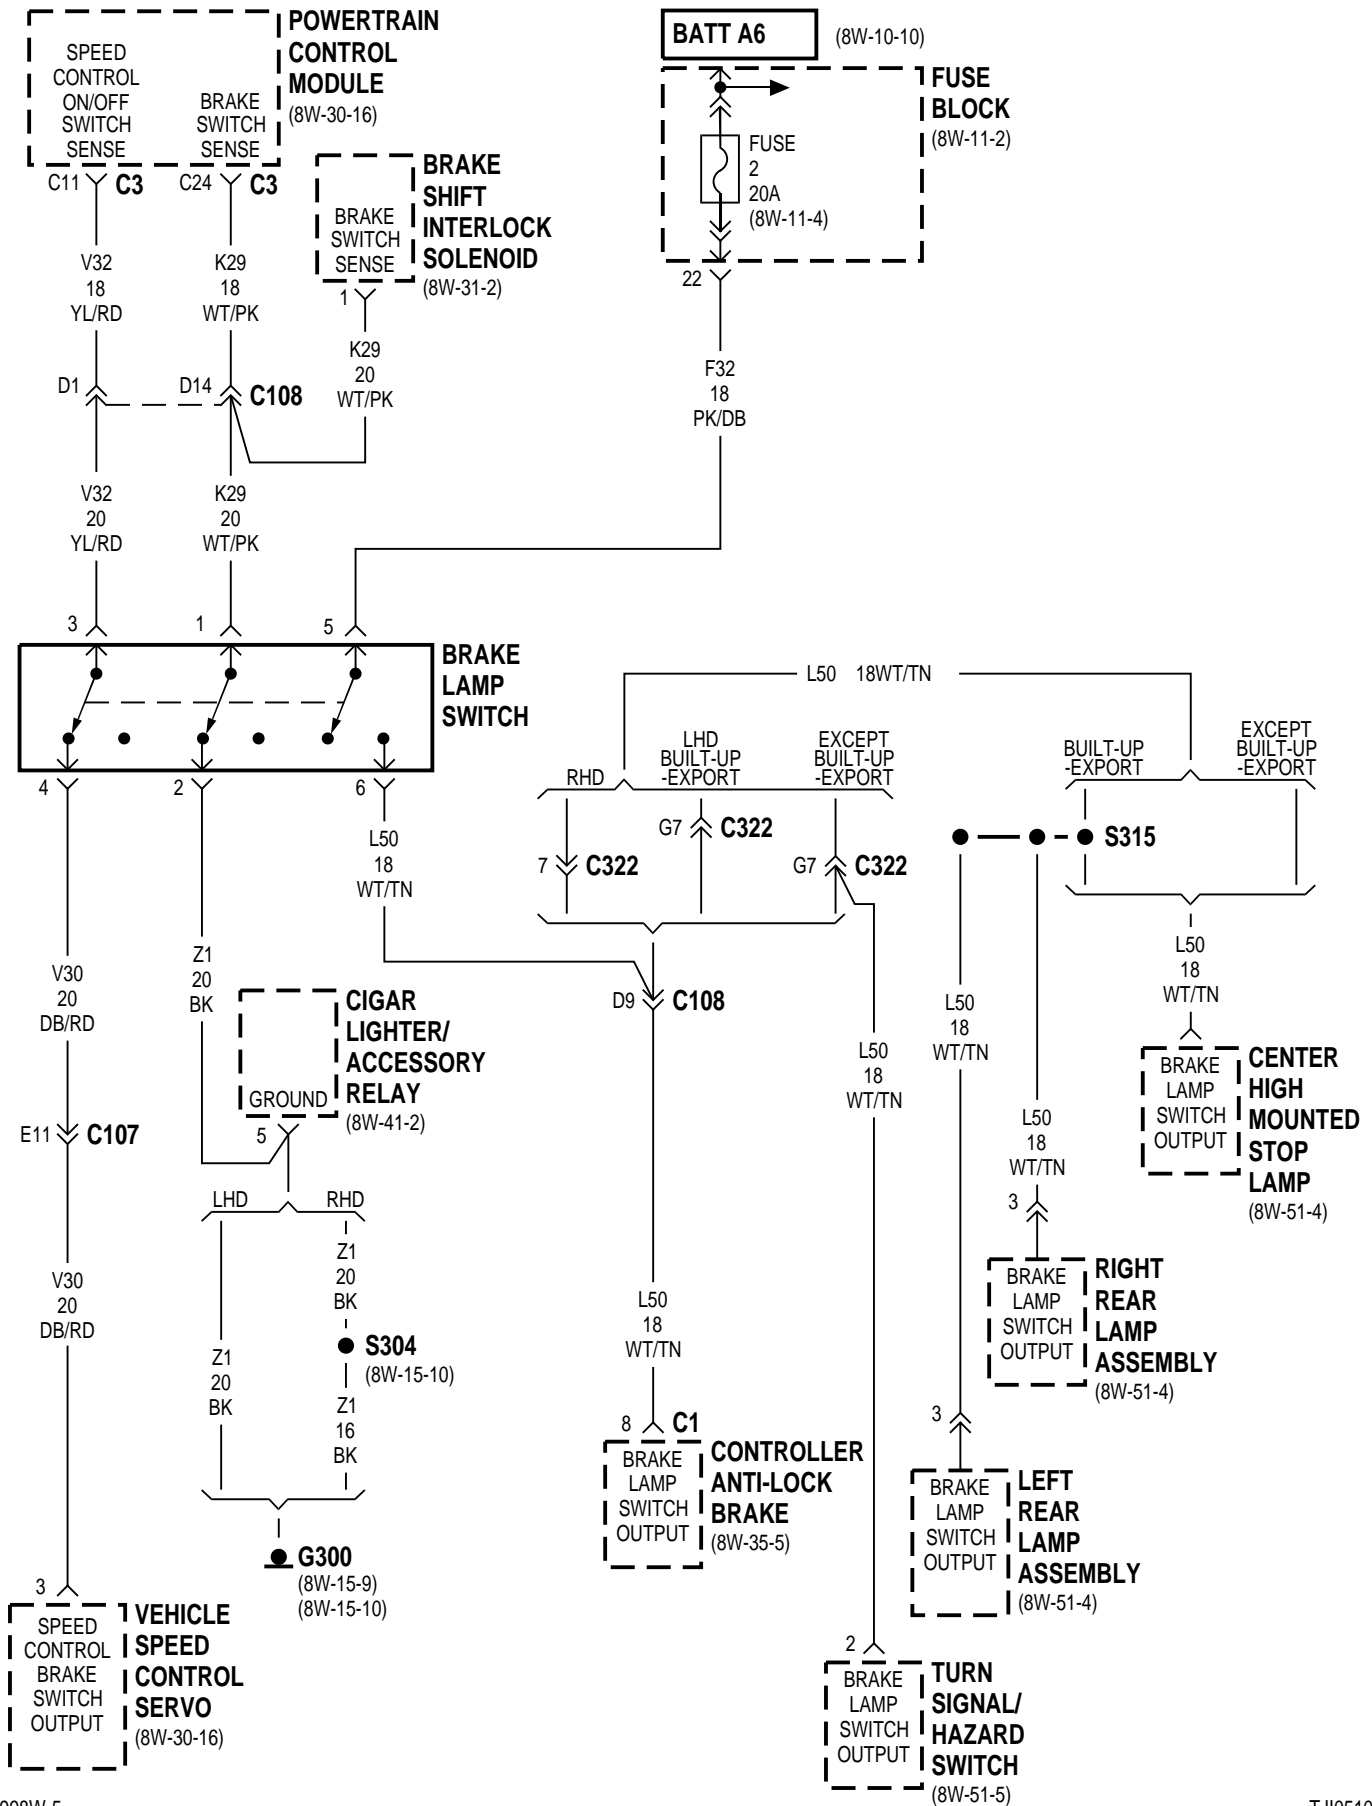 POWERTRAIN
CONTROL
MODULE
(8W-30-16)
SPEED
CONTROL
ON/OFF
SWITCH
SENSE
BRAKE
SWITCH
SENSE
C11
C3
C24
C3
BRAKE
SHIFT
INTERLOCK
SOLENOID
(8W-31-2)
BRAKE
SWITCH
SENSE
1
BATT A6
(8W-10-10)
FUSE
BLOCK
(8W-11-2)
FUSE
2
20A
(8W-11-4)
22
V32
18
YL/RD
K29
18
WT/PK
K29
20
WT/PK
F32
18
PK/DB
D1
D14
C108
V32
20
YL/RD
K29
20
WT/PK
3
1
5
BRAKE
LAMP
SWITCH
4
2
6
L50 18WT/TN
RHD
LHD
BUILT-UP
-EXPORT
EXCEPT
BUILT-UP
-EXPORT
BUILT-UP
-EXPORT
EXCEPT
BUILT-UP
-EXPORT
7
C322
G7
C322
G7
C322
S315
L50
18
WT/TN
V30
20
DB/RD
Z1
20
BK
CIGAR
LIGHTER/
ACCESSORY
RELAY
(8W-41-2)
GROUND
5
D9
C108
L50
18
WT/TN
L50
18
WT/TN
L50
18
WT/TN
L50
18
WT/TN
CENTER
HIGH
MOUNTED
STOP
LAMP
(8W-51-4)
BRAKE
LAMP
SWITCH
OUTPUT
E11
C107
LHD
RHD
Z1
20
BK
S304
(8W-15-10)
Z1
20
BK
Z1
16
BK
G300
(8W-15-9)
(8W-15-10)
V30
20
DB/RD
L50
18
WT/TN
8
C1
CONTROLLER
ANTI-LOCK
BRAKE
(8W-35-5)
BRAKE
LAMP
SWITCH
OUTPUT
3
RIGHT
REAR
LAMP
ASSEMBLY
(8W-51-4)
BRAKE
LAMP
SWITCH
OUTPUT
3
LEFT
REAR
LAMP
ASSEMBLY
(8W-51-4)
BRAKE
LAMP
SWITCH
OUTPUT
3
VEHICLE
SPEED
CONTROL
SERVO
(8W-30-16)
SPEED
CONTROL
BRAKE
SWITCH
OUTPUT
2
TURN
SIGNAL/
HAZARD
SWITCH
(8W-51-5)
BRAKE
LAMP
SWITCH
OUTPUT